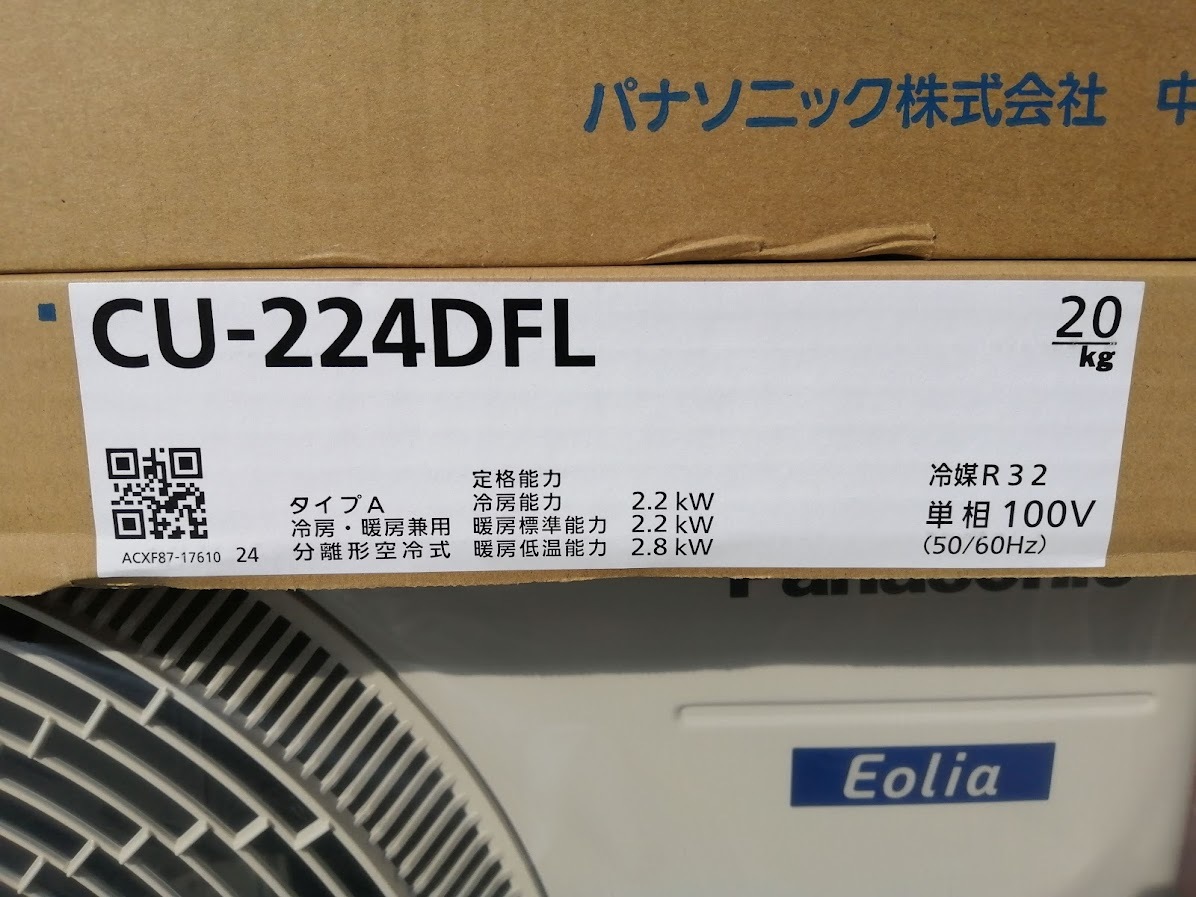 パナソニック株式会社 中
CU-224DFL
20
kg
定格能力
タイプA 冷房能力 2.2 kW
冷房・暖房兼用 暖房標準能力 2.2 kW
分離形空冷式 暖房低温能力 2.8 kW
冷媒R32
単相 100V
(50/60Hz)
ACXF87-17610 24
Panasonic
Eolia